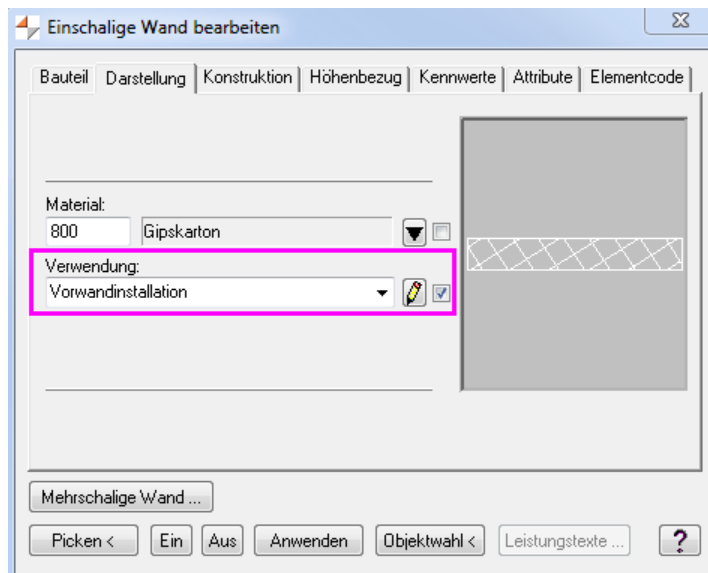 Einschalige Wand bearbeiten
Bauteil Darstellung Konstruktion Höhenbezug Kennwerte Attribute Elementcode
Material:
800 Gipskarton
Verwendung:
Vorwandinstallation
Mehrschalige Wand ...
Picken < Ein Aus Anwenden Objektwahl < Leistungstexte ... ?